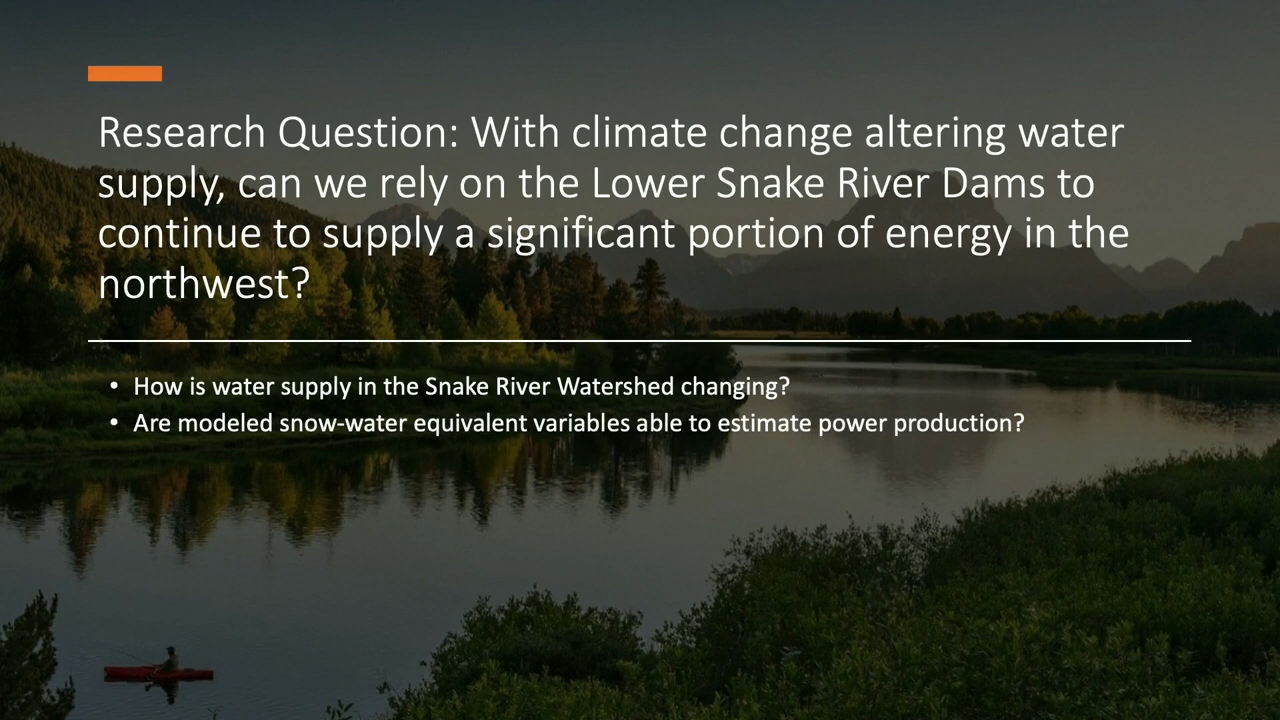 Research Question: With climate change altering water
supply, can we rely on the Lower Snake River Dams to
continue to supply a significant portion of energy in the
northwest?
• How is water supply in the Snake River Watershed changing?
• Are modeled snow-water equivalent variables able to estimate power production?